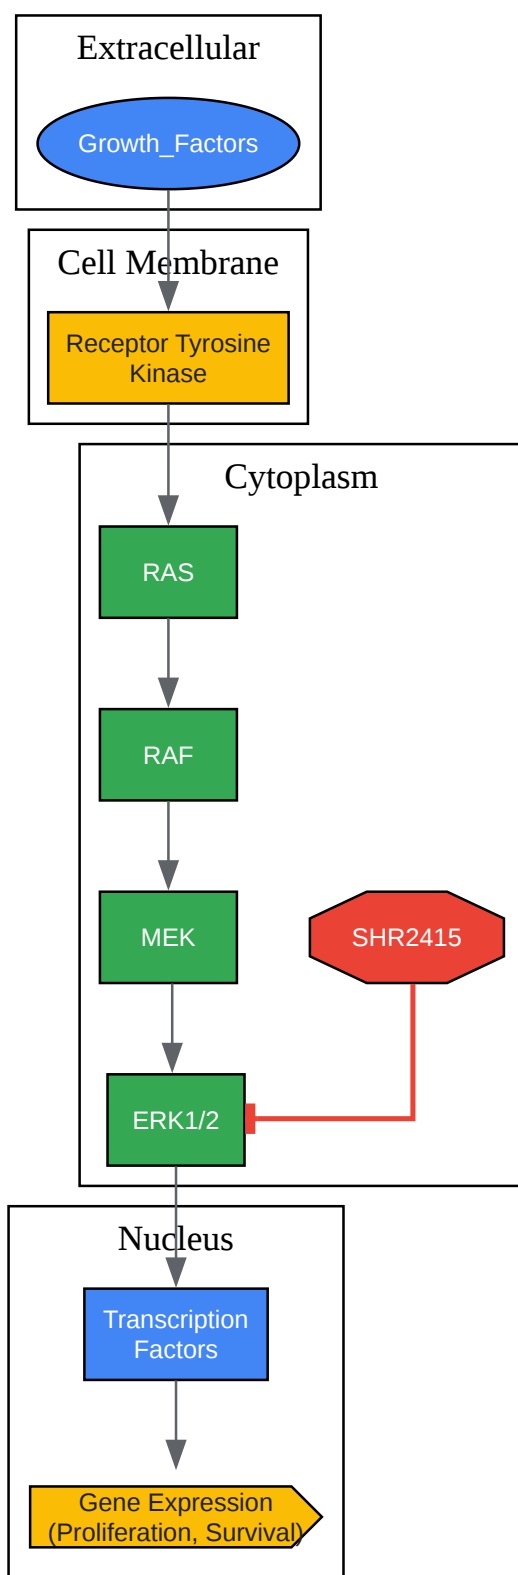 Extracellular
Growth_Factors
Cell Membrane
Receptor Tyrosine
Kinase
Cytoplasm
RAS
RAF
MEK
SHR2415
ERK1/2
Nucleus
Transcription
Factors
Gene Expression
(Proliferation, Survival)